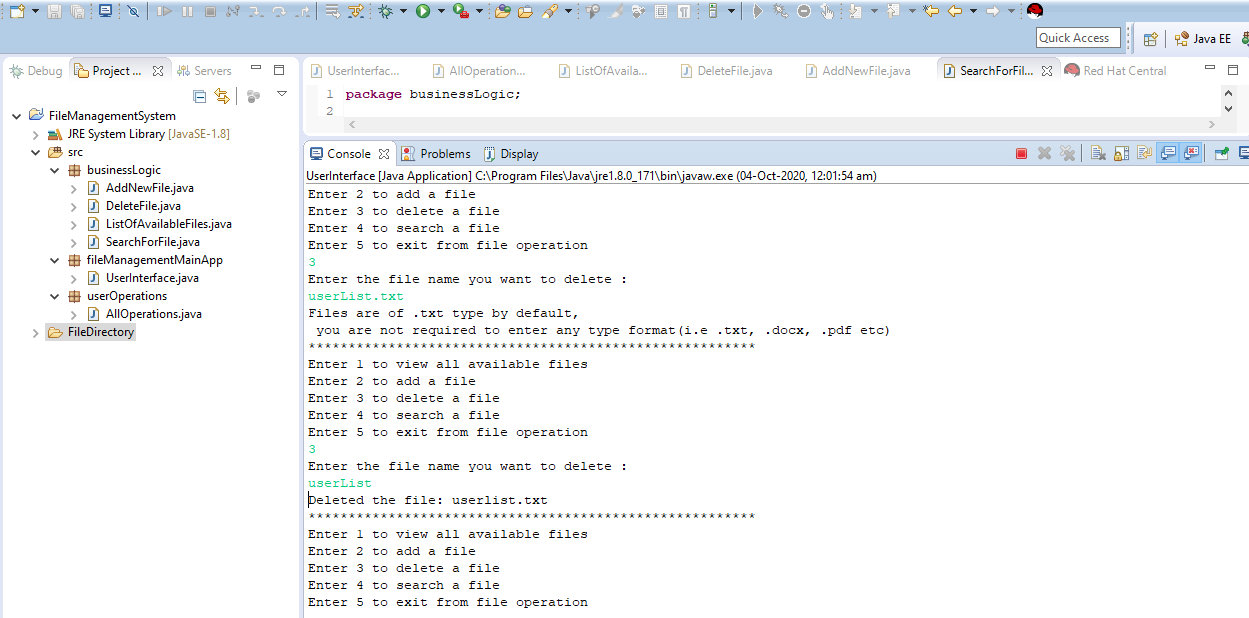 Quick Access
Java EE
Debug
Project ...
Servers
UserInterfac...
AllOperation...
ListOfAvaila...
DeleteFile.java
AddNewFile.java
SearchForFil...
Red Hat Central
FileManagementSystem
JRE System Library [JavaSE-1.8]
src
businessLogic
AddNewFile.java
DeleteFile.java
ListOfAvailableFiles.java
SearchForFile.java
fileManagementMainApp
UserInterface.java
userOperations
AllOperations.java
FileDirectory
1 package businessLogic;
2
Console
Problems
Display
UserInterface [Java Application] C:\Program Files\Java\jre1.8.0_171\bin\javaw.exe (04-Oct-2020, 12:01:54 am)
Enter 2 to add a file
Enter 3 to delete a file
Enter 4 to search a file
Enter 5 to exit from file operation
3
Enter the file name you want to delete :
userList.txt
Files are of .txt type by default,
you are not required to enter any type format(i.e .txt, .docx, .pdf etc)
********************************************************
Enter 1 to view all available files
Enter 2 to add a file
Enter 3 to delete a file
Enter 4 to search a file
Enter 5 to exit from file operation
3
Enter the file name you want to delete :
userList
Deleted the file: userlist.txt
********************************************************
Enter 1 to view all available files
Enter 2 to add a file
Enter 3 to delete a file
Enter 4 to search a file
Enter 5 to exit from file operation